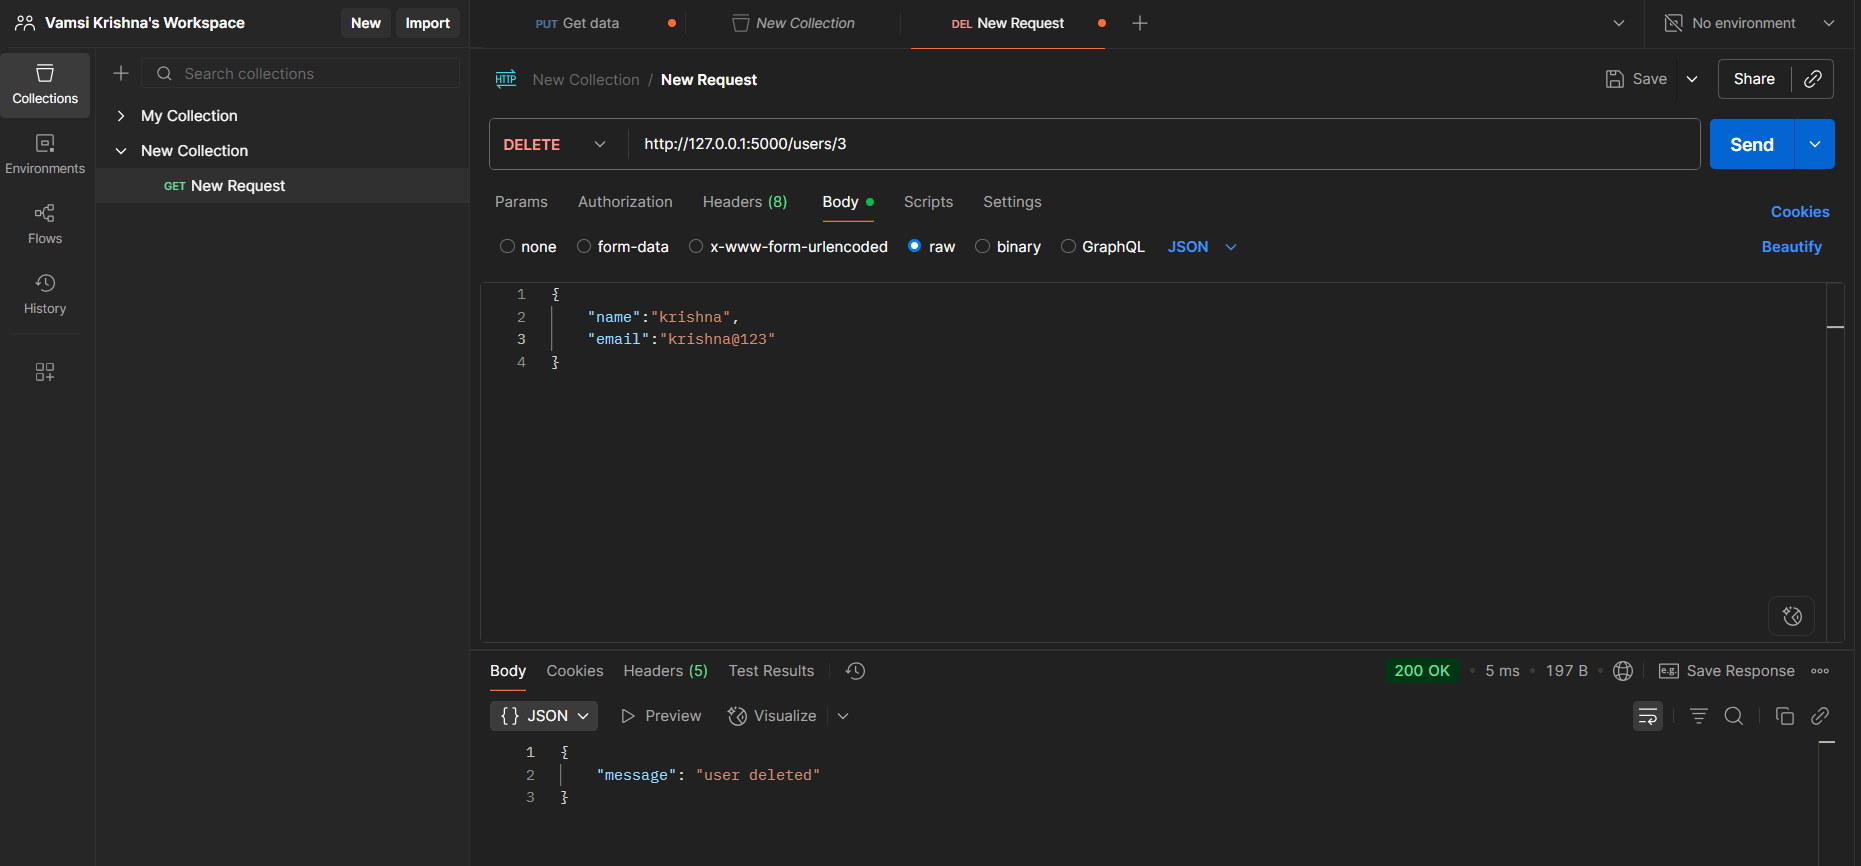 Vamsi Krishna's Workspace New Import
PUT Get data New Collection DEL New Request No environment
Collections
Environments
Flows
History
Search collections
My Collection
New Collection
GET New Request
HTTP New Collection / New Request Save Share
DELETE http://127.0.0.1:5000/users/3 Send
Params Authorization Headers (8) Body Scripts Settings Cookies
none form-data x-www-form-urlencoded raw binary GraphQL JSON Beautify
1 {
2 "name":"krishna",
3 "email":"krishna@123"
4 }
Body Cookies Headers (5) Test Results 200 OK • 5 ms • 197 B • e.g. Save Response
{} JSON Preview Visualize
1 {
2 "message": "user deleted"
3 }